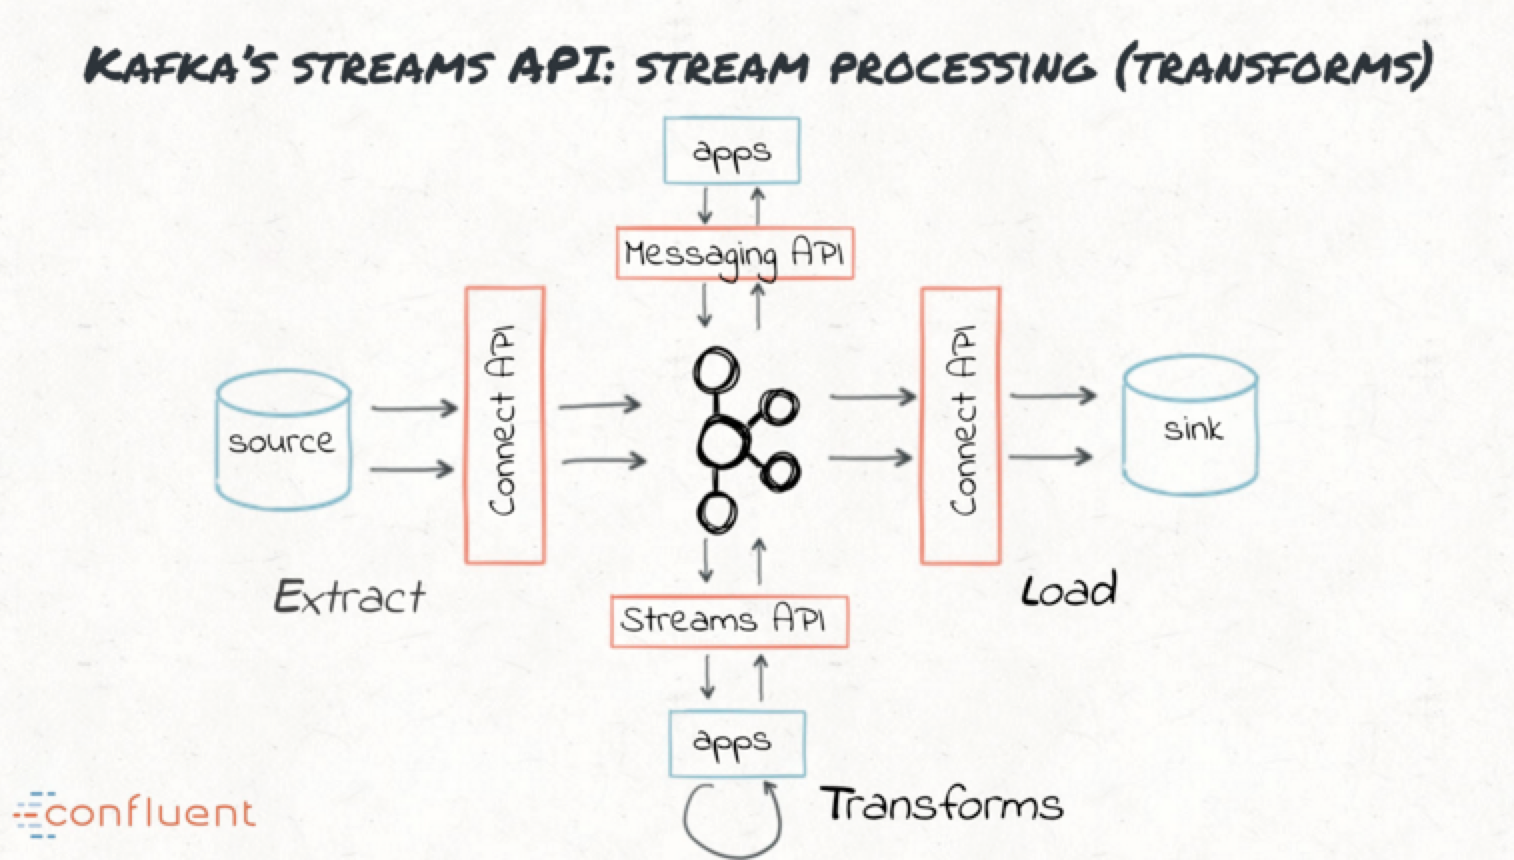 KAFKA'S STREAMS API: STREAM PROCESSING (TRANSFORMS)
apps
Messaging API
source
Connect API
Connect API
sink
Extract
Load
Streams API
apps
Transforms
confluent